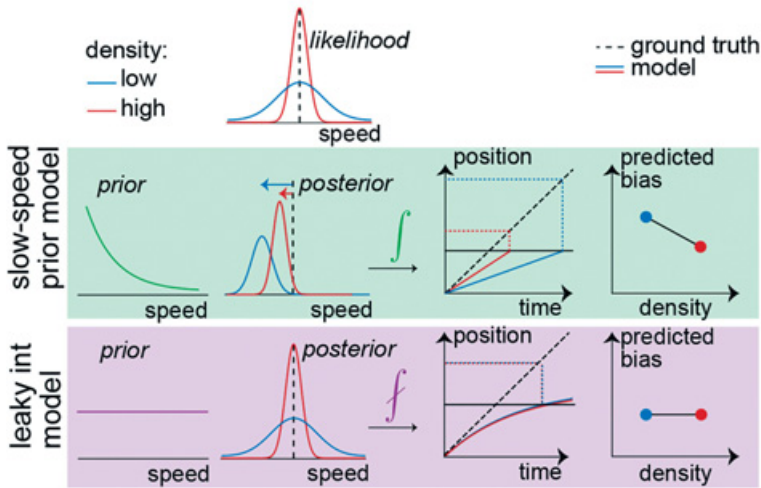 density:
low
high
likelihood
speed
ground truth
model
slow-speed
prior model
prior
speed
posterior
speed
∫
position
time
predicted
bias
density
leaky int
model
prior
speed
posterior
speed
∫
position
time
predicted
bias
density